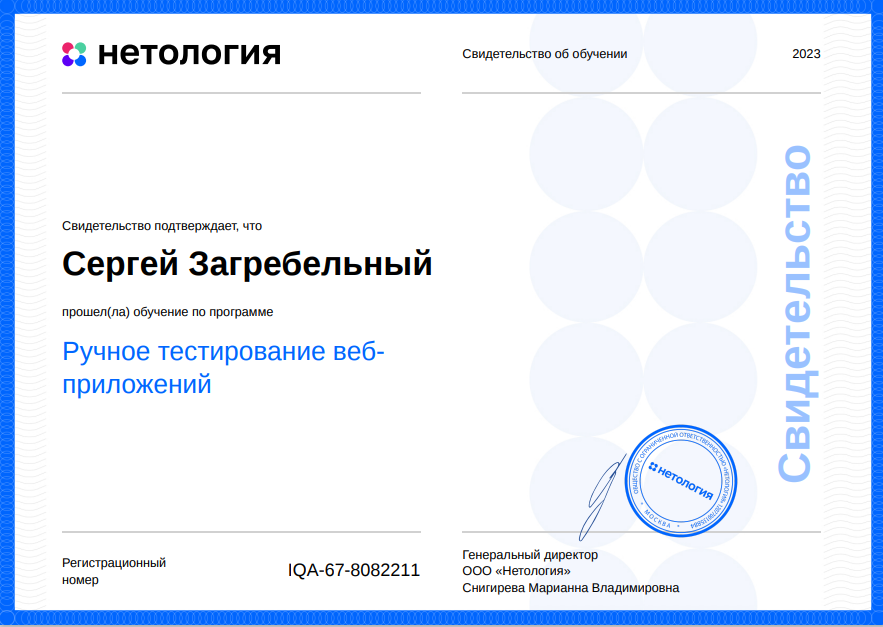 нетология
Свидетельство об обучении
2023
Свидетельство подтверждает, что
Сергей Загребельный
прошел(ла) обучение по программе
Ручное тестирование веб-
приложений
Свидетельство
ОБЩЕСТВО С ОГРАНИЧЕННОЙ ОТВЕТСТВЕННОСТЬЮ «НЕТОЛОГИЯ»
нетология
* МОСКВА *
Регистрационный
номер
IQA-67-8082211
Генеральный директор
ООО «Нетология»
Снигирева Марианна Владимировна